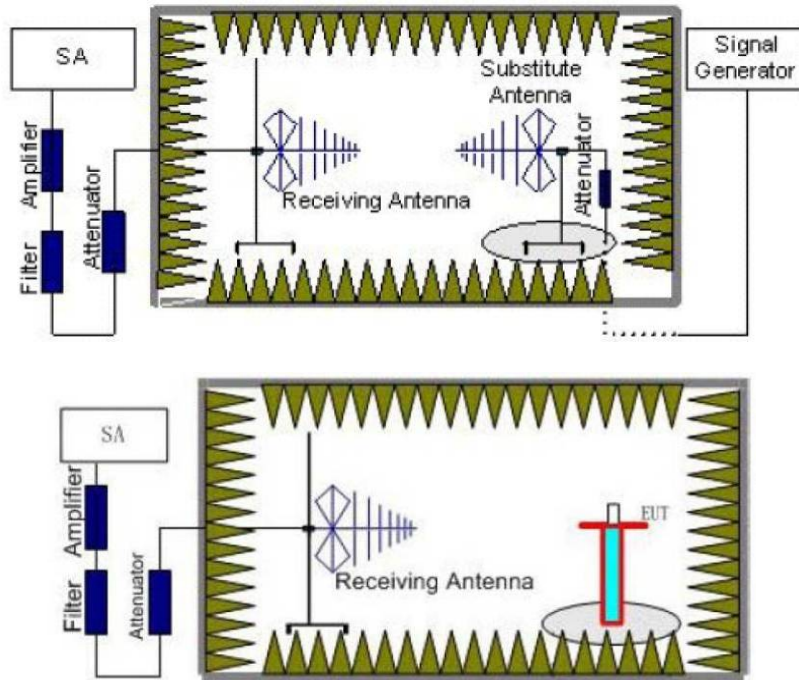 SA
Signal
Generator
Substitute
Antenna
Amplifier
Filter
Attenuator
Receiving Antenna
Attenuator
SA
Amplifier
Filter
Attenuator
Receiving Antenna
EUT